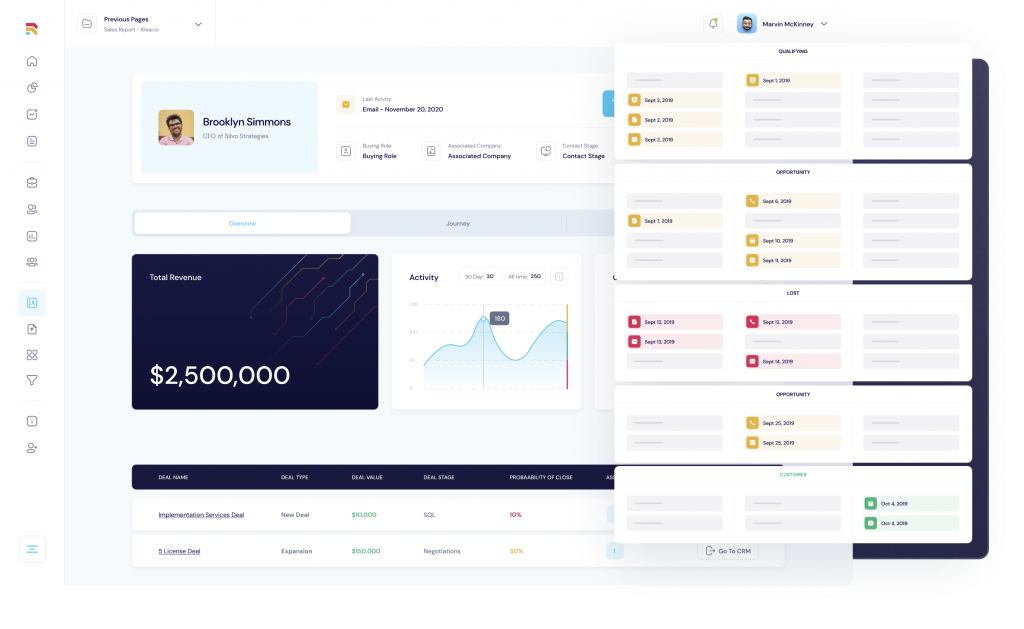 Previous Pages
Sales Report - Klear.io
Marvin McKinney
Brooklyn Simmons
CEO of Silvo Strategies
Last Acivity:
Email - November 20, 2020
Buying Role:
Buying Role
Associated Company:
Associated Company
Contact Stage:
Contact Stage
Overview
Journey
Total Revenue
$2,500,000
Activity
30 Day: 30
All time: 250
200
100
50
0
180
DEAL NAME
DEAL TYPE
DEAL VALUE
DEAL STAGE
PROBAABILITY OF CLOSE
Implementation Services Deal
New Deal
$10,000
SQL
10%
5 License Deal
Expansion
$150,000
Negotiations
50%
1
Go To CRM
QUALIFYING
Sept 1, 2019
Sept 2, 2019
Sept 2, 2019
Sept 2, 2019
OPPORTUNITY
Sept 6, 2019
Sept 7, 2019
Sept 10, 2019
Sept 11, 2019
LOST
Sept 12, 2019
Sept 12, 2019
Sept 13, 2019
Sept 14, 2019
OPPORTUNITY
Sept 25, 2019
Sept 25, 2019
CUSTOMER
Oct 4, 2019
Oct 4, 2019